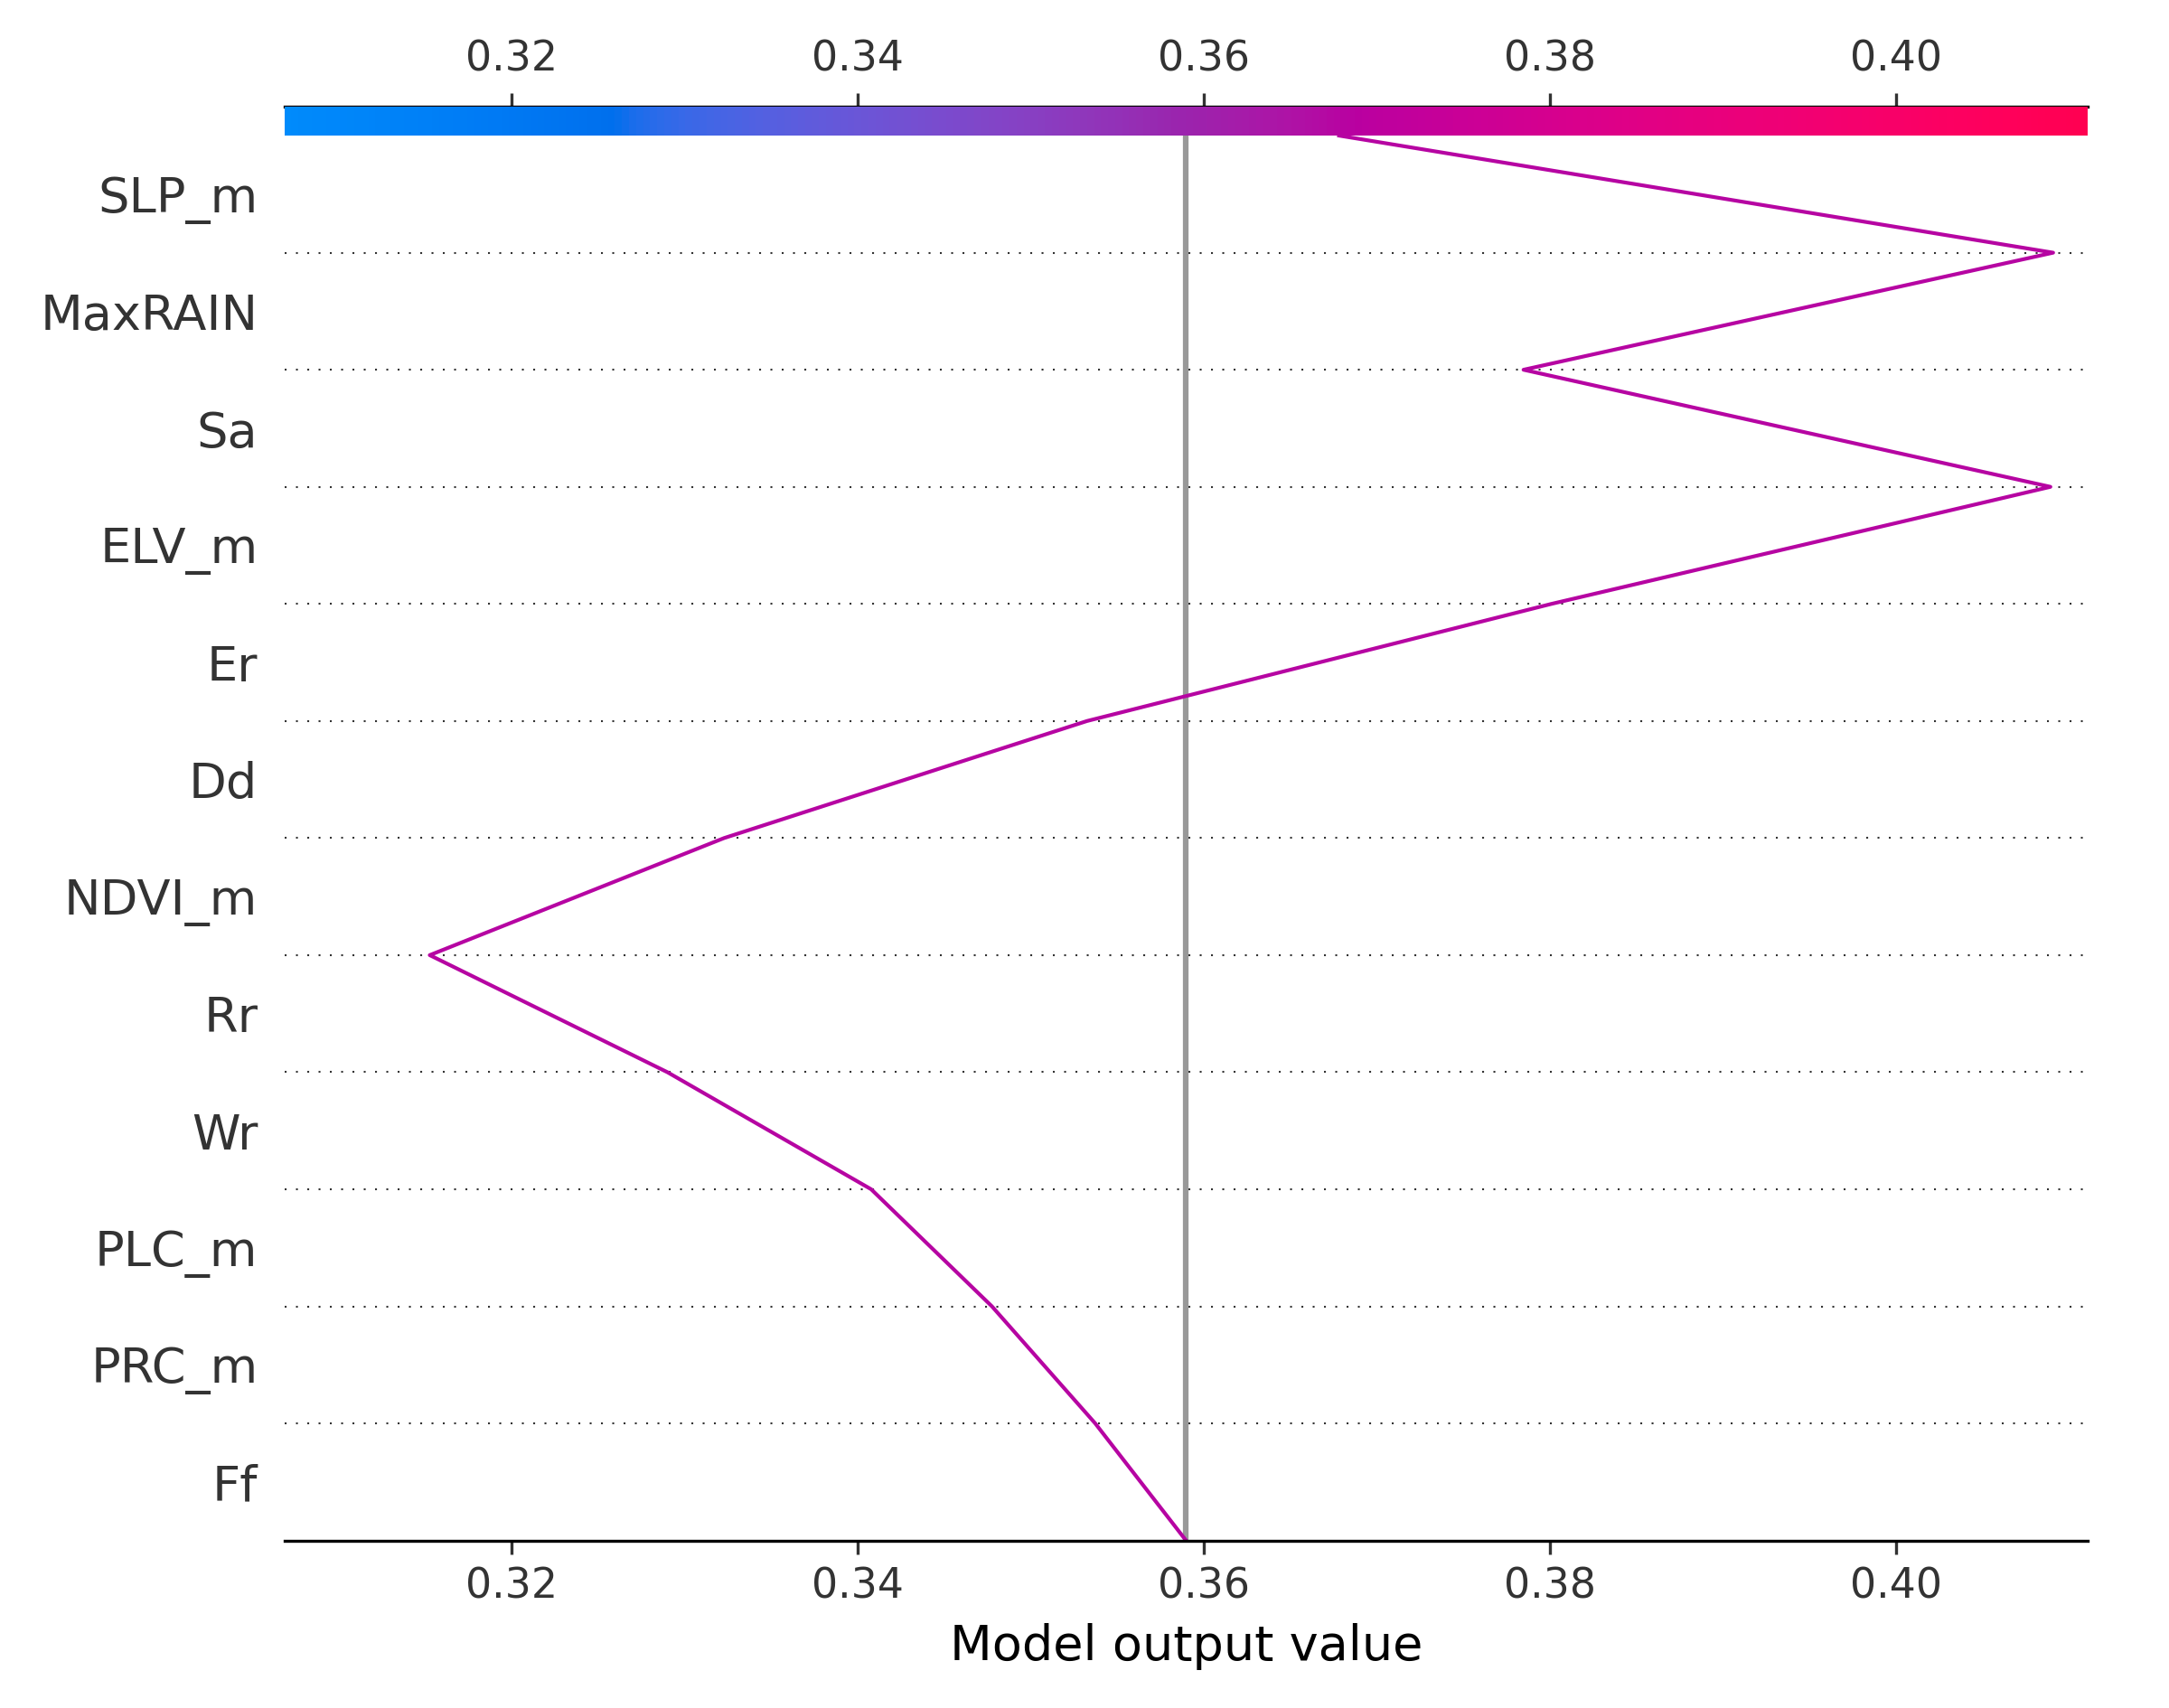 0.32 0.34 0.36 0.38 0.40
SLP_m
MaxRAIN
Sa
ELV_m
Er
Dd
NDVI_m
Rr
Wr
PLC_m
PRC_m
Ff
0.32 0.34 0.36 0.38 0.40
Model output value